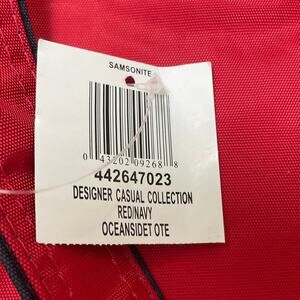 SAMSONITE
0 43202 09268 8
442647023
DESIGNER CASUAL COLLECTION
RED/NAVY
OCEANSIDET OTE